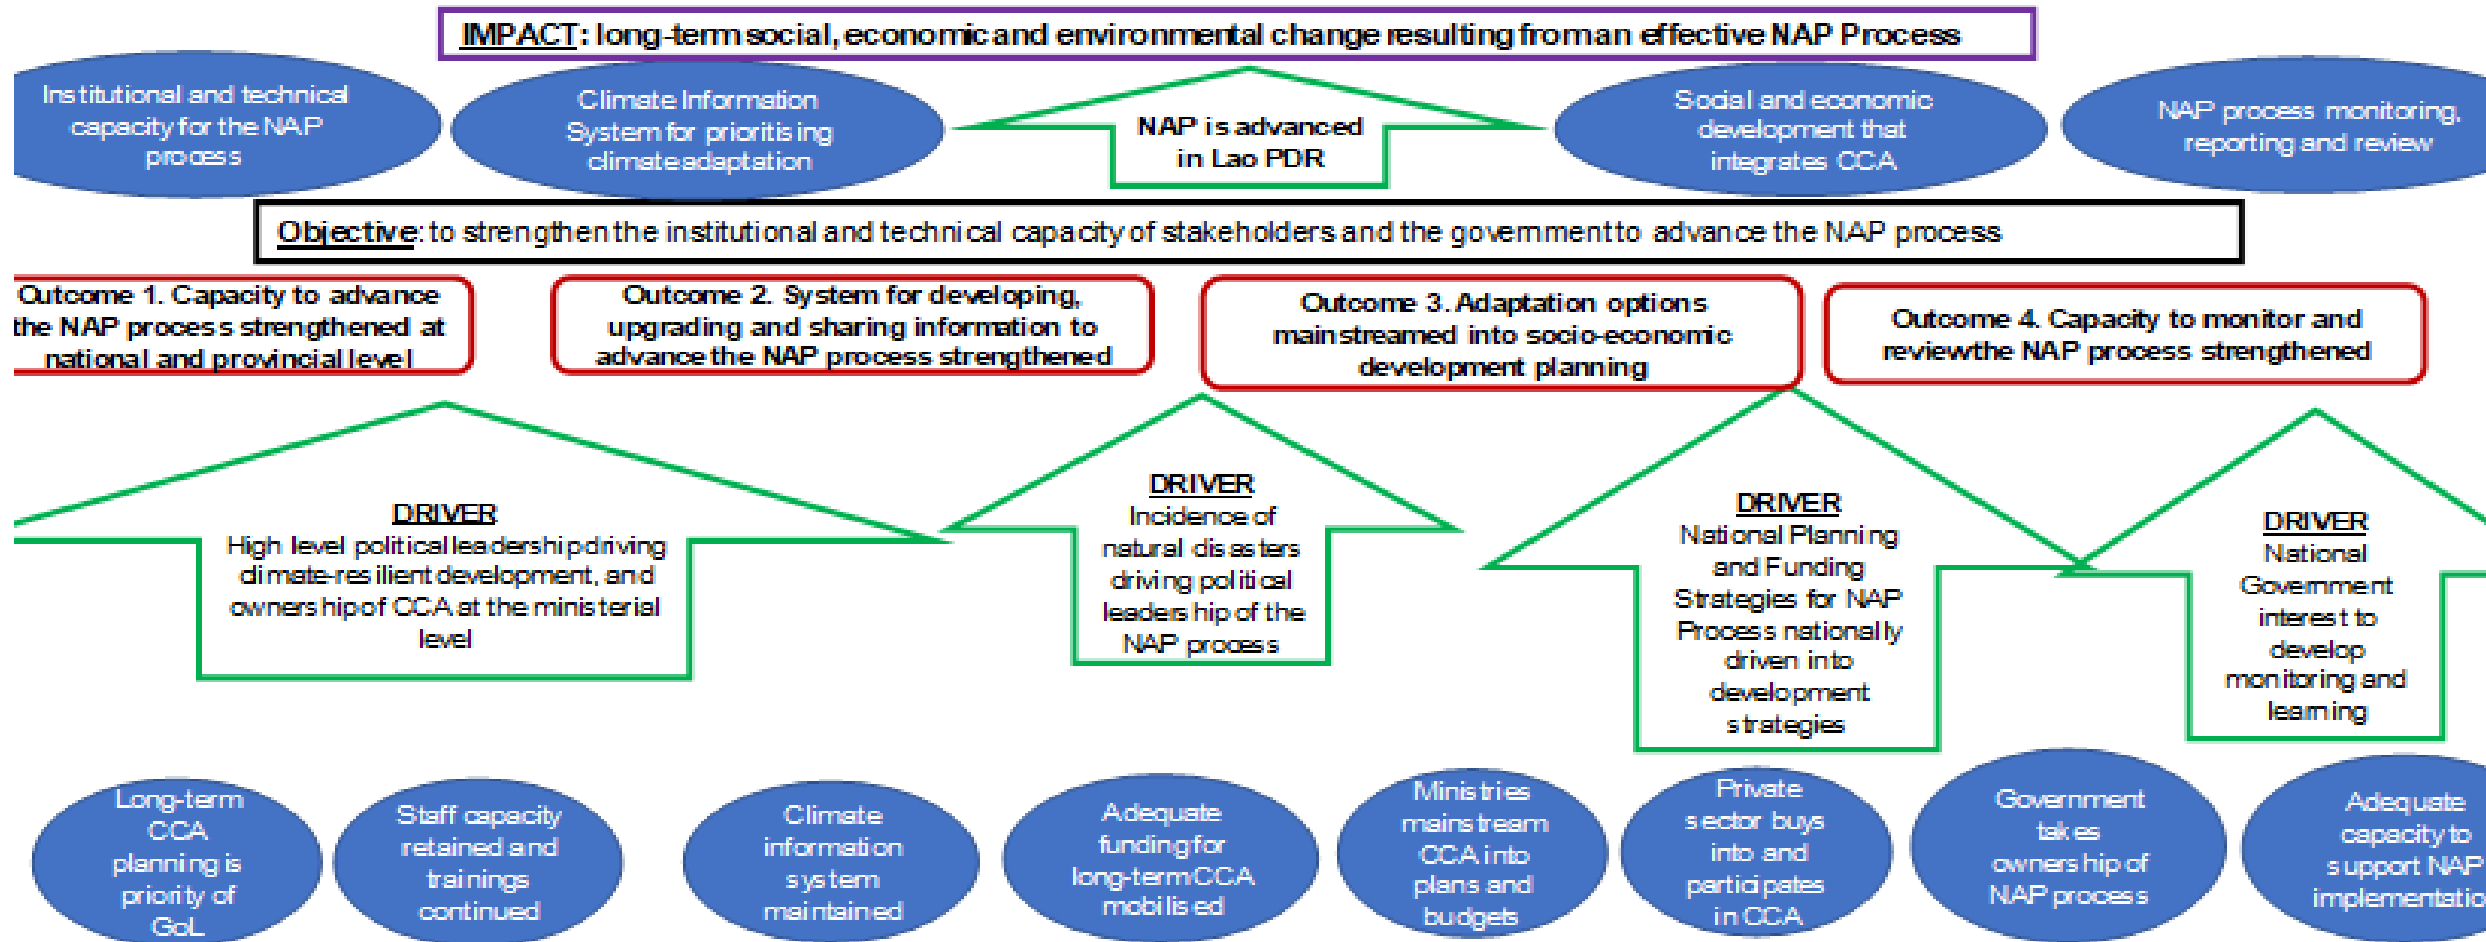 IMPACT: long-term social, economic and environmental change resulting from an effective NAP Process
Institutional and technical
capacity for the NAP
process
Climate Information
System for prioritising
climate adaptation
NAP is advanced
in Lao PDR
Social and economic
development that
integrates CCA
NAP process monitoring,
reporting and review
Objective: to strengthen the institutional and technical capacity of stakeholders and the government to advance the NAP process
Outcome 1. Capacity to advance
the NAP process strengthened at
national and provincial level
Outcome 2. System for developing,
upgrading and sharing information to
advance the NAP process strengthened
Outcome 3. Adaptation options
mainstreamed into socio-economic
development planning
Outcome 4. Capacity to monitor and
review the NAP process strengthened
DRIVER
High level political leadership driving
climate-resilient development, and
ownership of CCA at the ministerial
level
DRIVER
Incidence of
natural disasters
driving political
leadership of the
NAP process
DRIVER
National Planning
and Funding
Strategies for NAP
Process nationally
driven into
development
strategies
DRIVER
National
Government
interest to
develop
monitoring and
learning
Long-term
CCA
planning is
priority of
GoL
Staff capacity
retained and
trainings
continued
Climate
information
system
maintained
Adequate
funding for
long-term CCA
mobilised
Ministries
mainstream
CCA into
plans and
budgets
Private
sector buys
into and
participates
in CCA
Government
takes
ownership of
NAP process
Adequate
capacity to
support NAP
implementatio